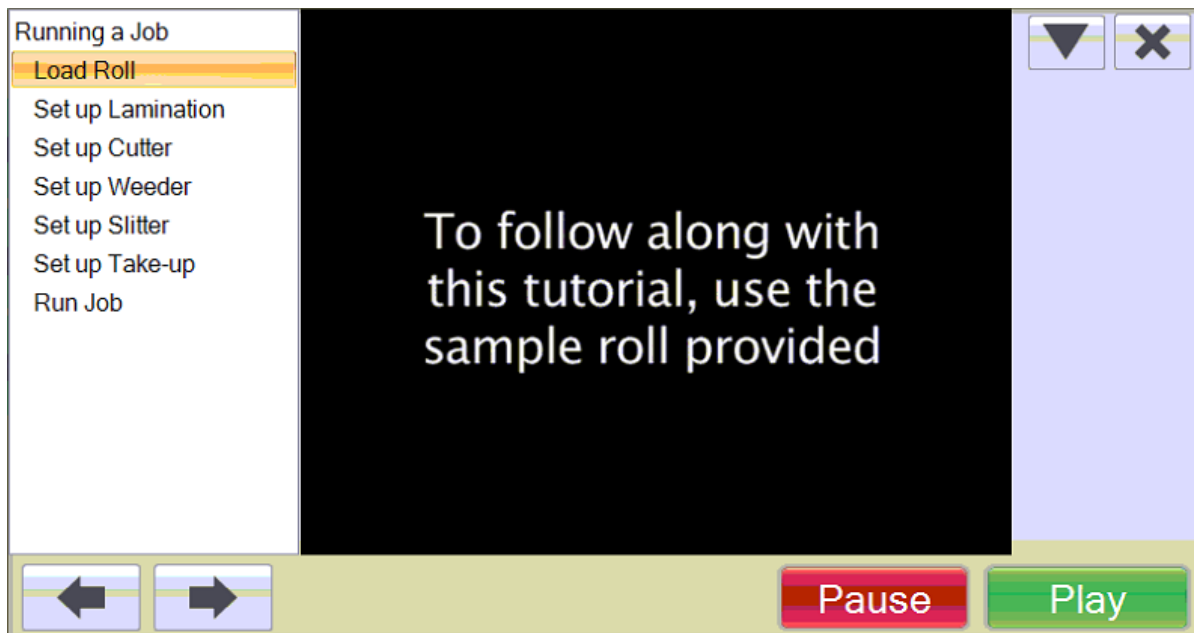 Running a Job
Load Roll
Set up Lamination
Set up Cutter
Set up Weeder
Set up Slitter
Set up Take-up
Run Job
To follow along with
this tutorial, use the
sample roll provided
Pause
Play